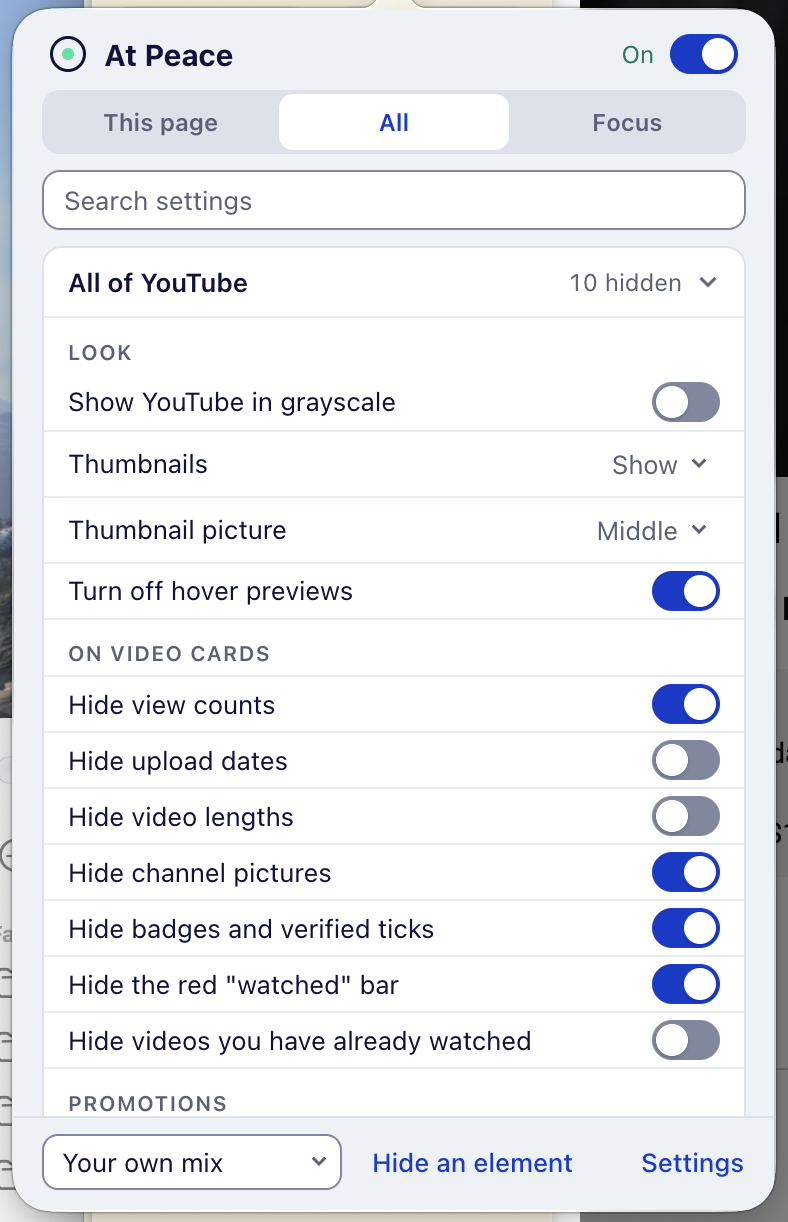 At Peace
On
This page
All
Focus
Search settings
All of YouTube
10 hidden
LOOK
Show YouTube in grayscale
Thumbnails
Show
Thumbnail picture
Middle
Turn off hover previews
ON VIDEO CARDS
Hide view counts
Hide upload dates
Hide video lengths
Hide channel pictures
Hide badges and verified ticks
Hide the red "watched" bar
Hide videos you have already watched
PROMOTIONS
Your own mix
Hide an element
Settings